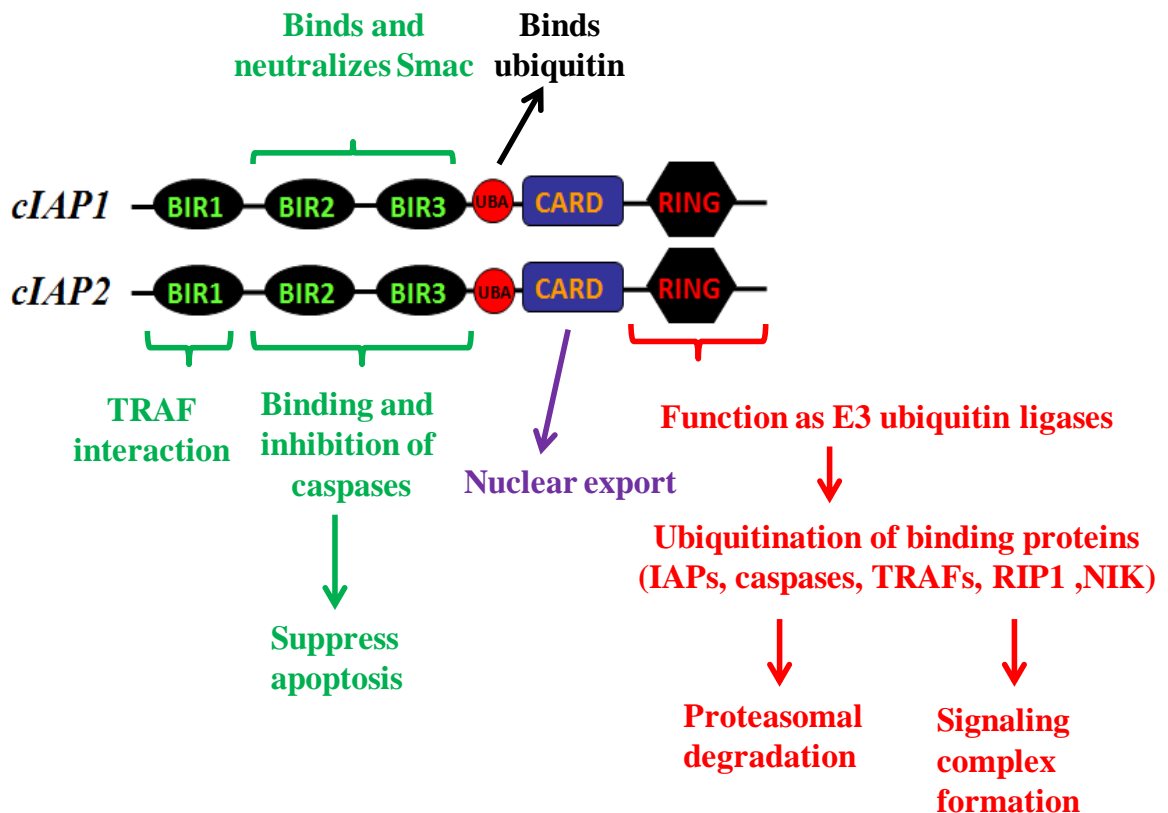 Binds and
neutralizes Smac
Binds
ubiquitin
cIAP1
BIR1
BIR2
BIR3
UBA
CARD
RING
cIAP2
BIR1
BIR2
BIR3
UBA
CARD
RING
TRAF
interaction
Binding and
inhibition of
caspases
Nuclear export
Function as E3 ubiquitin ligases
Ubiquitination of binding proteins
(IAPs, caspases, TRAFs, RIP1 ,NIK)
Suppress
apoptosis
Proteasomal
degradation
Signaling
complex
formation